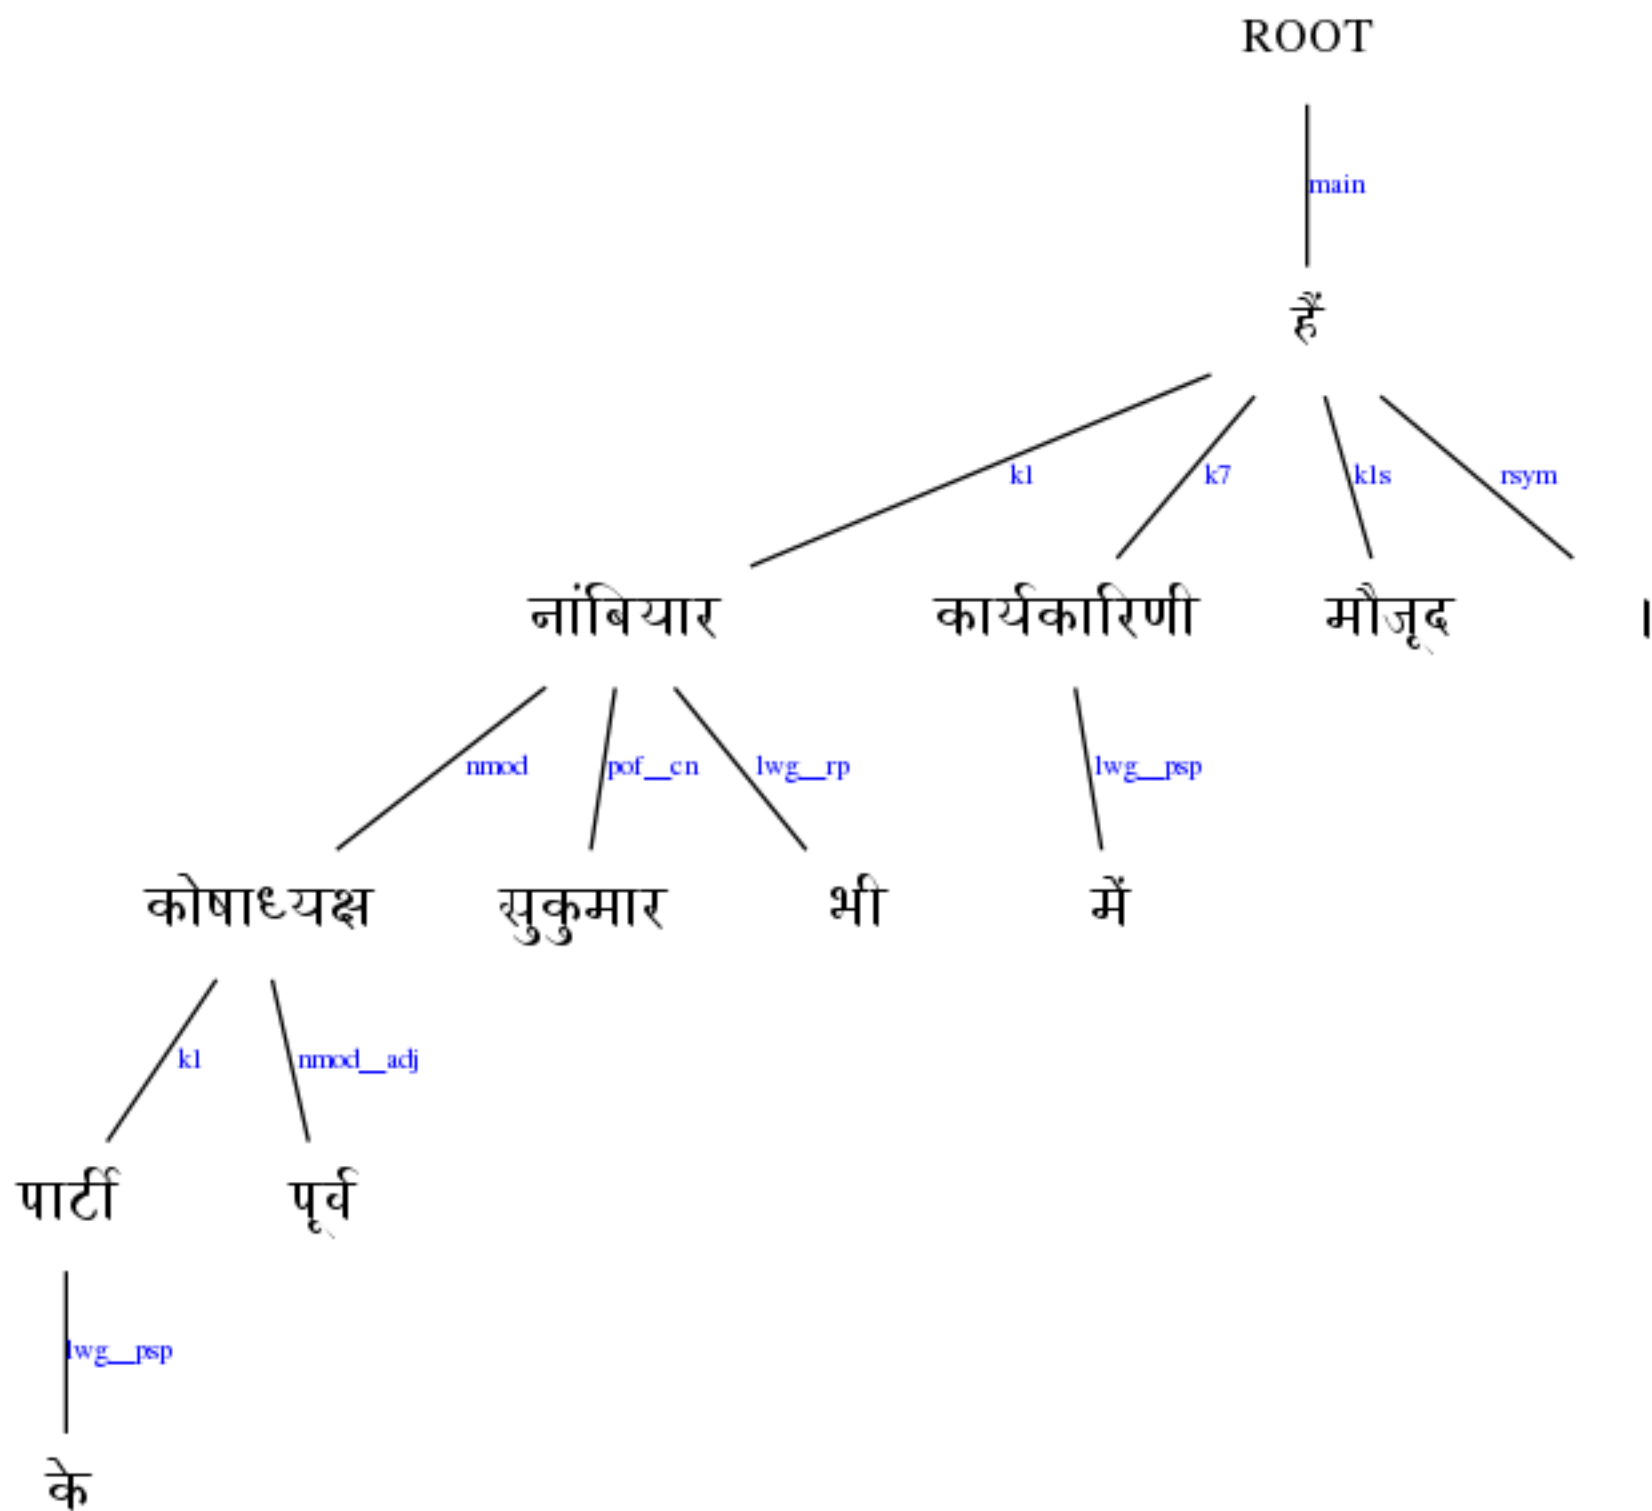 ROOT
main
हैं
k1 k7 k1s rsym
नांबियार कार्यकारिणी मौजूद ।
nmod pof__cn lwg__rp lwg__psp
कोषाध्यक्ष सुकुमार भी में
k1 nmod__adj
पार्टी पूर्व
lwg__psp
के